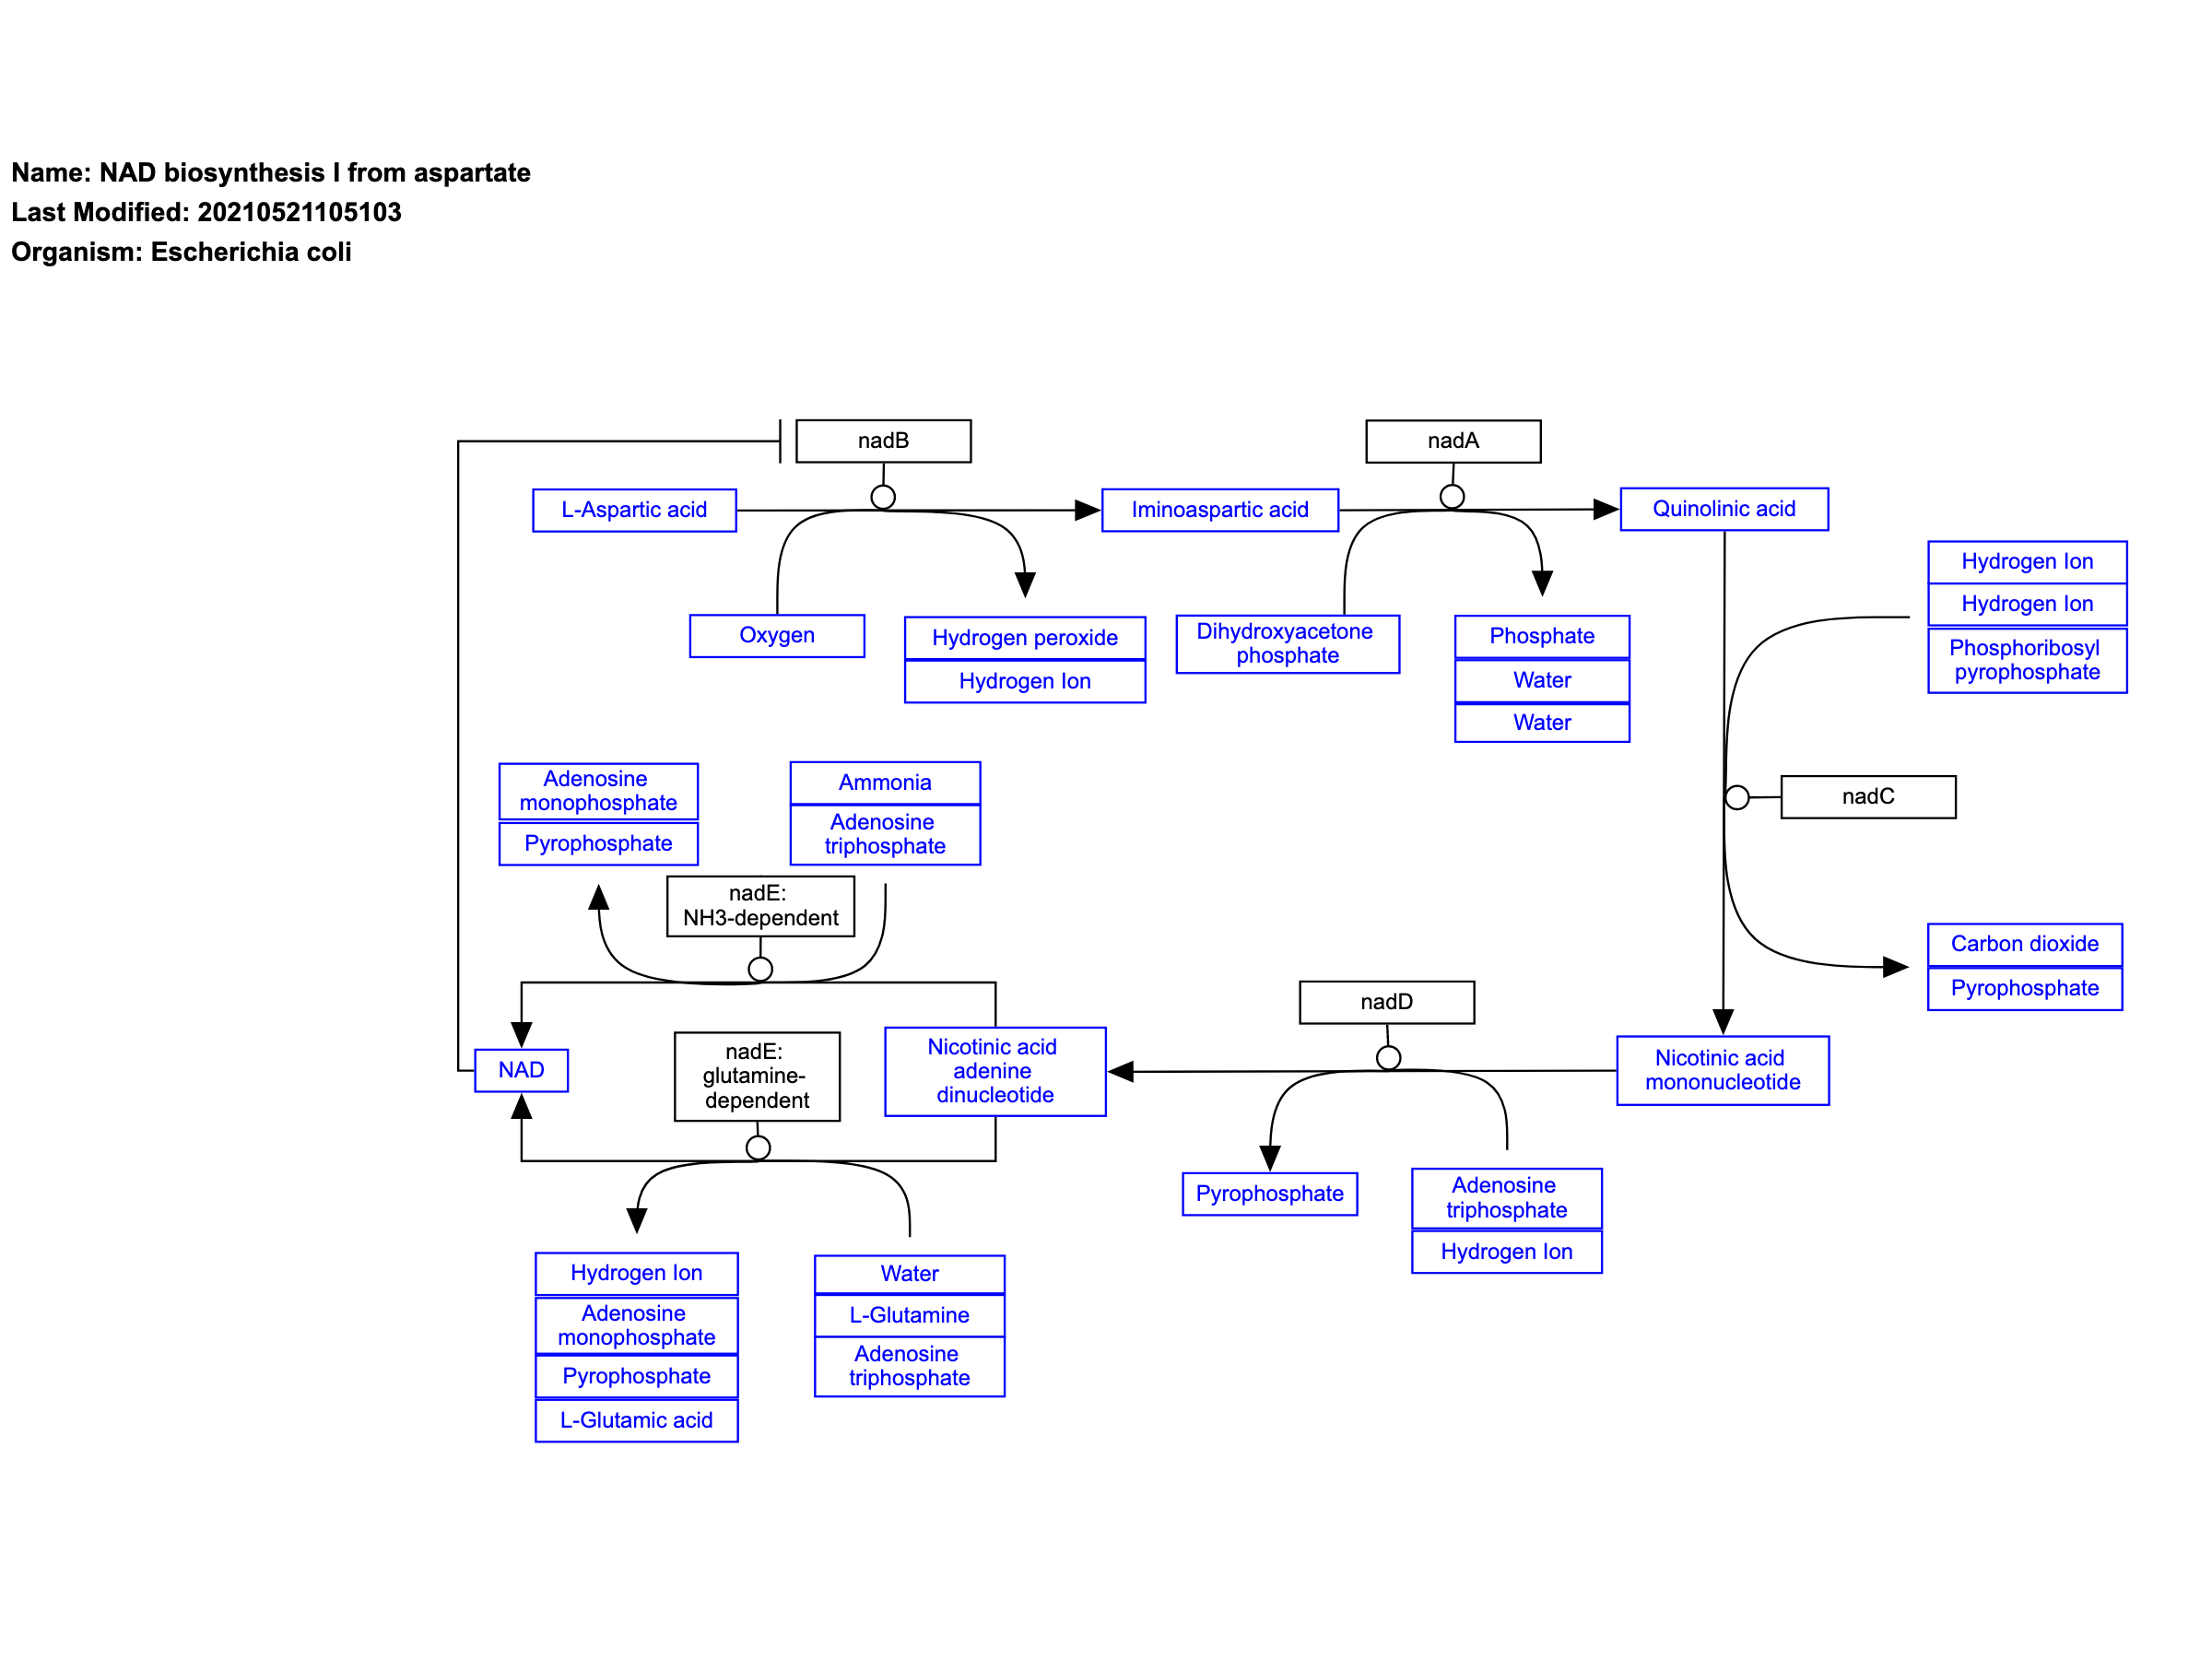 Name: NAD biosynthesis I from aspartate
Last Modified: 20210521105103
Organism: Escherichia coli
nadB
nadA
L-Aspartic acid
Iminoaspartic acid
Quinolinic acid
Oxygen
Hydrogen peroxide
Hydrogen Ion
Dihydroxyacetone
phosphate
Phosphate
Water
Water
Hydrogen Ion
Hydrogen Ion
Phosphoribosyl
pyrophosphate
nadC
Carbon dioxide
Pyrophosphate
Adenosine
monophosphate
Pyrophosphate
Ammonia
Adenosine
triphosphate
nadE:
NH3-dependent
NAD
nadE:
glutamine-
dependent
Nicotinic acid
adenine
dinucleotide
nadD
Nicotinic acid
mononucleotide
Pyrophosphate
Adenosine
triphosphate
Hydrogen Ion
Hydrogen Ion
Adenosine
monophosphate
Pyrophosphate
L-Glutamic acid
Water
L-Glutamine
Adenosine
triphosphate